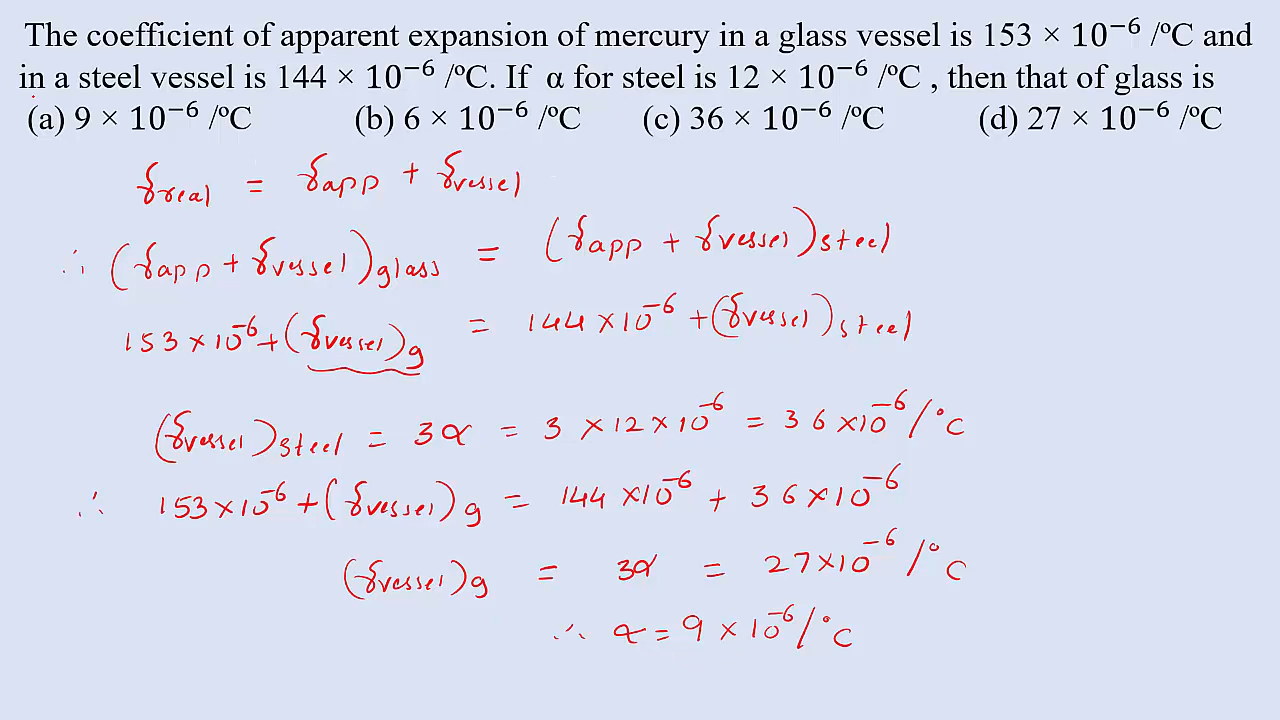 The coefficient of apparent expansion of mercury in a glass vessel is 153 × 10⁻⁶ /ºC and
in a steel vessel is 144 × 10⁻⁶ /ºC. If α for steel is 12 × 10⁻⁶ /ºC , then that of glass is
(a) 9 × 10⁻⁶ /ºC (b) 6 × 10⁻⁶ /ºC (c) 36 × 10⁻⁶ /ºC (d) 27 × 10⁻⁶ /ºC
γreal = γapp + γvessel
∴ (γapp + γvessel)glass = (γapp + γvessel)steel
153 × 10⁻⁶ + (γvessel)g = 144 × 10⁻⁶ + (γvessel)steel
(γvessel)steel = 3α = 3 × 12 × 10⁻⁶ = 36 × 10⁻⁶ /°C
∴ 153 × 10⁻⁶ + (γvessel)g = 144 × 10⁻⁶ + 36 × 10⁻⁶
(γvessel)g = 3α = 27 × 10⁻⁶ /°C
∴ α = 9 × 10⁻⁶ /°C